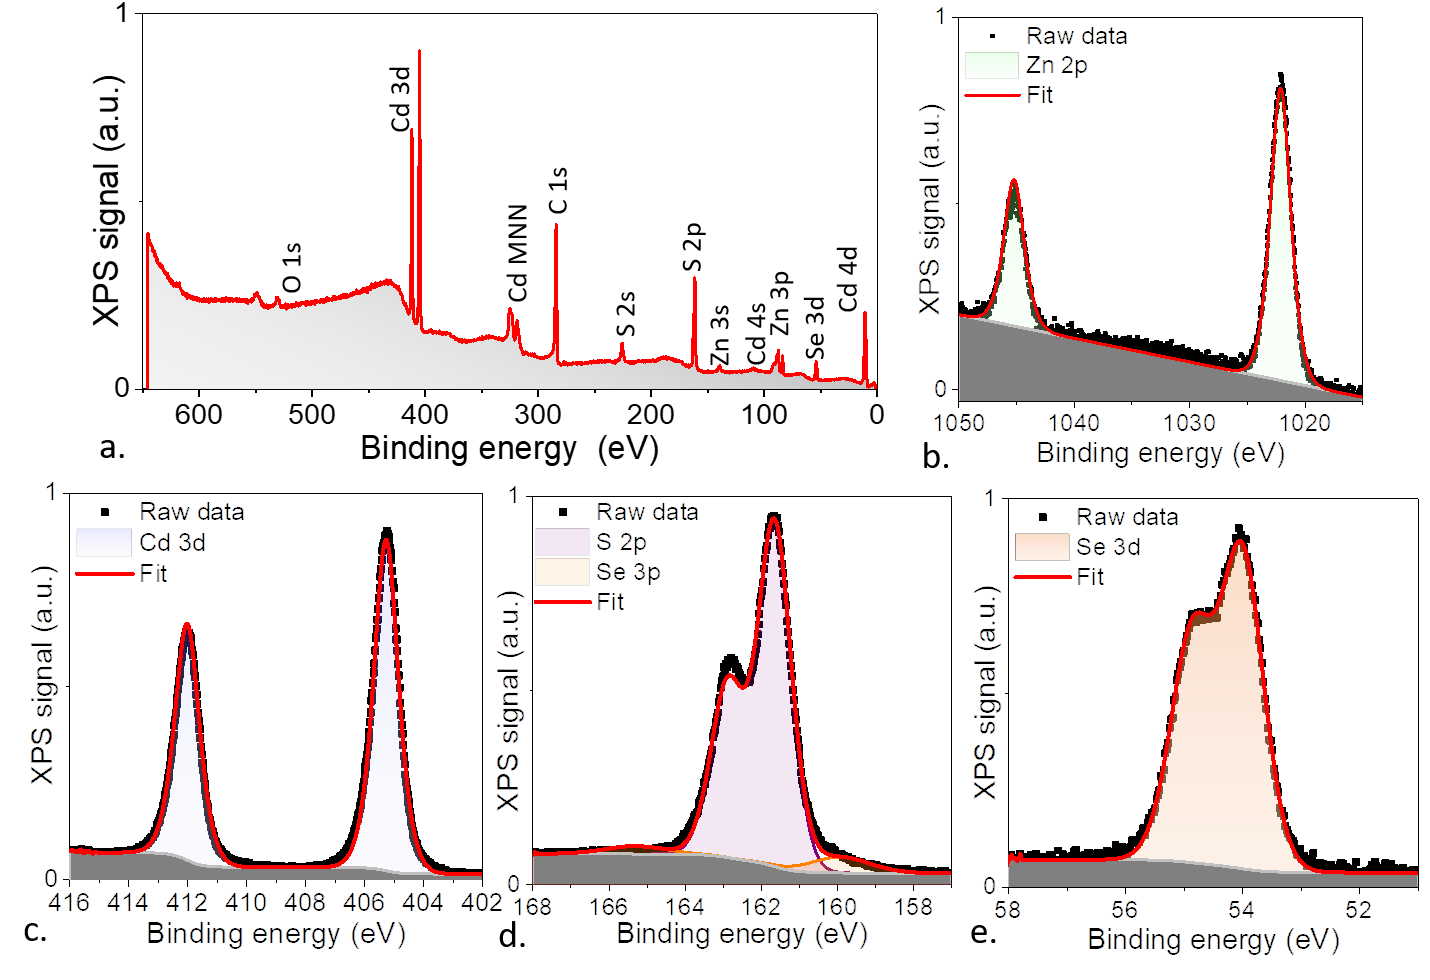 1
XPS signal (a.u.)
0
O 1s
Cd 3d
Cd MNN
C 1s
S 2s
S 2p
Zn 3s
Cd 4s
Zn 3p
Se 3d
Cd 4d
600 500 400 300 200 100 0
a. Binding energy (eV)
1
XPS signal (a.u.)
0
Raw data
Zn 2p
Fit
1050 1040 1030 1020
b. Binding energy (eV)
1
XPS signal (a.u.)
0
Raw data
Cd 3d
Fit
416 414 412 410 408 406 404 402
c. Binding energy (eV)
1
XPS signal (a.u.)
0
Raw data
S 2p
Se 3p
Fit
168 166 164 162 160 158
d. Binding energy (eV)
1
XPS signal (a.u.)
0
Raw data
Se 3d
Fit
58 56 54 52
e. Binding energy (eV)